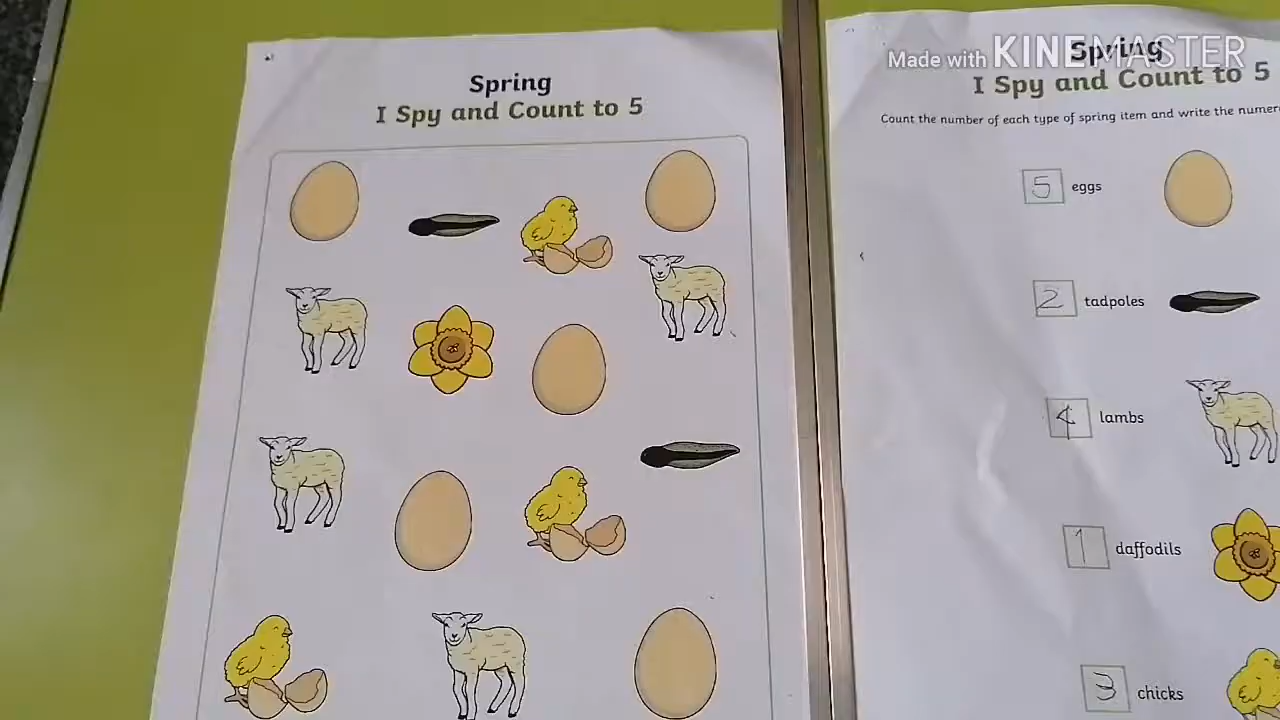 Spring
I Spy and Count to 5
Made with KINEMASTER
Spring
I Spy and Count to 5
Count the number of each type of spring item and write the
5 eggs
2 tadpoles
4 lambs
1 daffodils
3 chicks